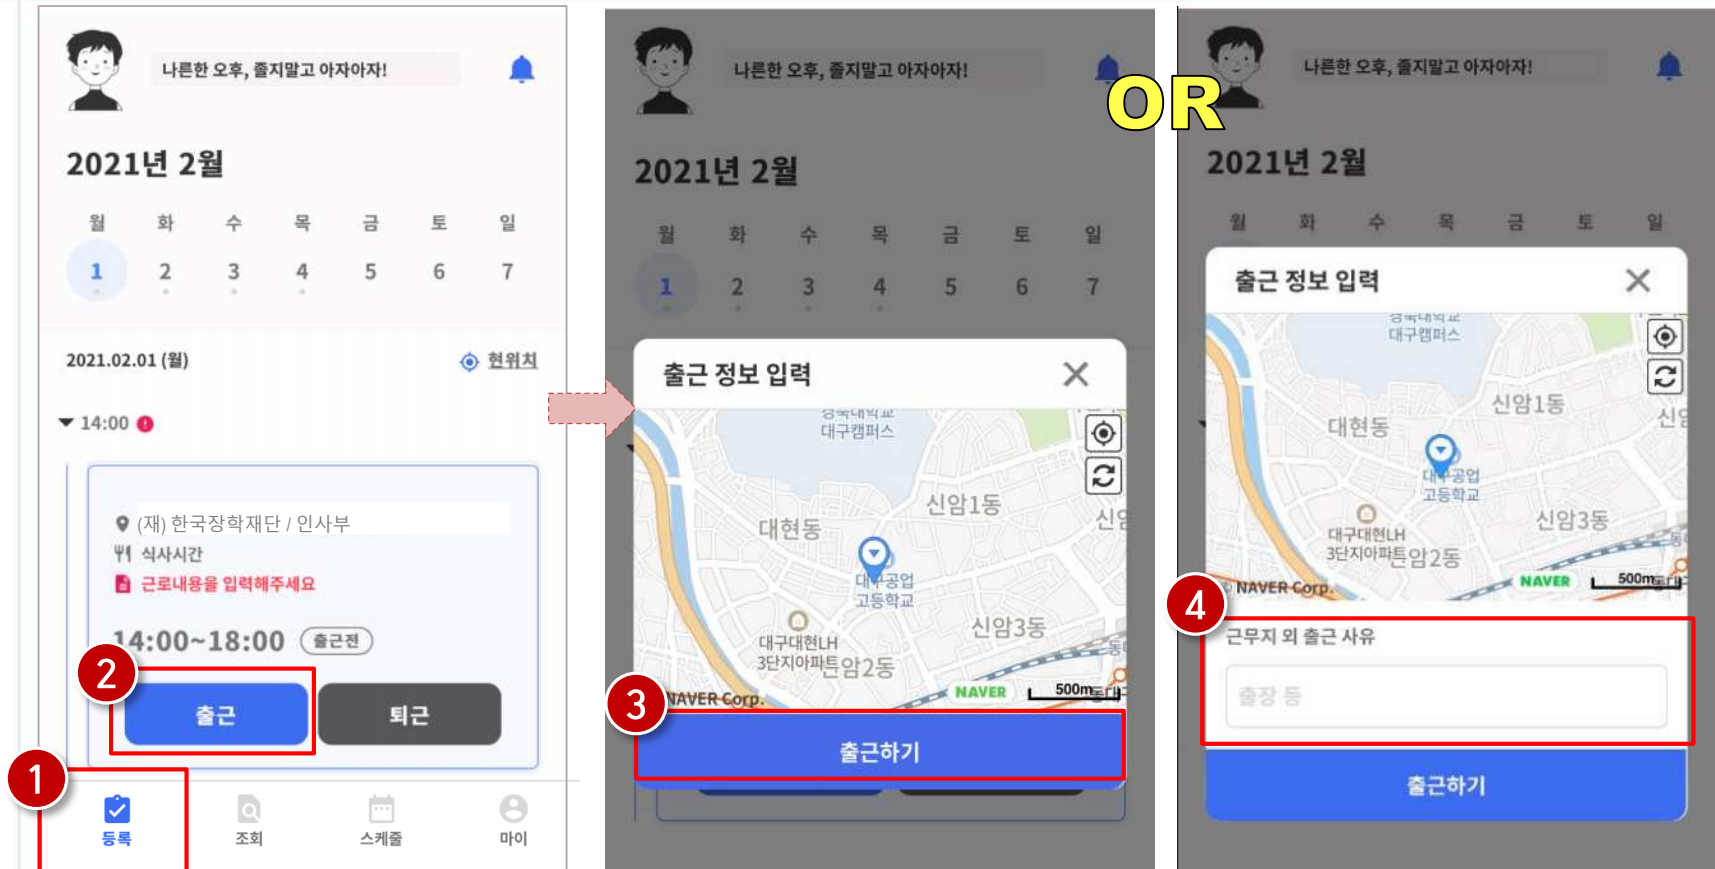 나른한 오후, 졸지말고 아자아자!
2021년 2월
월 화 수 목 금 토 일
1 2 3 4 5 6 7
2021.02.01 (월)
현위치
14:00
(재) 한국장학재단 / 인사부
식사시간
근로내용을 입력해주세요
14:00~18:00 출근전
2
출근
퇴근
1
등록
조회
스케줄
마이
나른한 오후, 졸지말고 아자아자!
OR
2021년 2월
월 화 수 목 금 토 일
1 2 3 4 5 6 7
출근 정보 입력
경북대학교
대구캠퍼스
신암1동
대현동
대구공업
고등학교
신암3동
대구대현LH
3단지아파트
암2동
NAVER Corp.
NAVER
500m
3
출근하기
나른한 오후, 졸지말고 아자아자!
2021년 2월
월 화 수 목 금 토 일
출근 정보 입력
경북대학교
대구캠퍼스
신암1동
대현동
대구공업
고등학교
신암3동
대구대현LH
3단지아파트
암2동
© NAVER Corp.
NAVER
500m
4
근무지 외 출근 사유
출장 등
출근하기